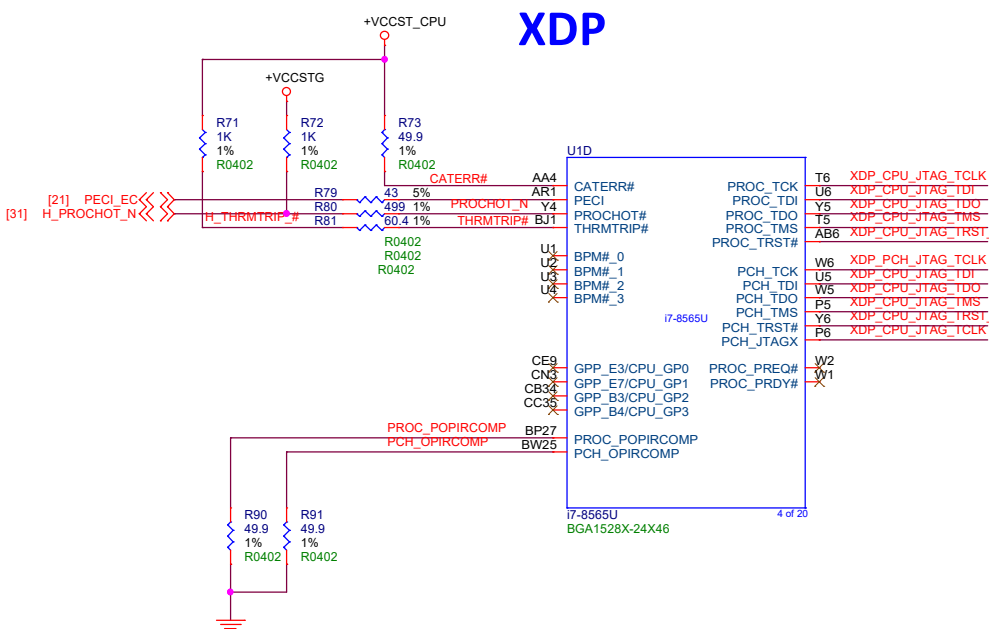 XDP
+VCCST_CPU
+VCCSTG
R71
1K
1%
R0402
R72
1K
1%
R0402
R73
49.9
1%
R0402
[21] PECI_EC
[31] H_PROCHOT_N
H_THRMTRIP_#
R79 43 5%
R80 499 1%
R81 60.4 1%
R0402
R0402
R0402
CATERR#
PROCHOT_N
THRMTRIP#
U1D
AA4 CATERR#
AR1 PECI
Y4 PROCHOT#
BJ1 THRMTRIP#
U1 BPM#_0
U2 BPM#_1
U3 BPM#_2
U4 BPM#_3
CE9 GPP_E3/CPU_GP0
CN3 GPP_E7/CPU_GP1
CB34 GPP_B3/CPU_GP2
CC35 GPP_B4/CPU_GP3
PROC_POPIRCOMP BP27 PROC_POPIRCOMP
PCH_OPIRCOMP BW25 PCH_OPIRCOMP
PROC_TCK T6 XDP_CPU_JTAG_TCLK
PROC_TDI U6 XDP_CPU_JTAG_TDI
PROC_TDO Y5 XDP_CPU_JTAG_TDO
PROC_TMS T5 XDP_CPU_JTAG_TMS
PROC_TRST# AB6 XDP_CPU_JTAG_TRST_
PCH_TCK W6 XDP_PCH_JTAG_TCLK
PCH_TDI U5 XDP_CPU_JTAG_TDI
PCH_TDO W5 XDP_CPU_JTAG_TDO
PCH_TMS P5 XDP_CPU_JTAG_TMS
PCH_TRST# Y6 XDP_CPU_JTAG_TRST_
PCH_JTAGX P6 XDP_CPU_JTAG_TCLK
i7-8565U
PROC_PREQ# W2
PROC_PRDY# W1
R90
49.9
1%
R0402
R91
49.9
1%
R0402
i7-8565U
4 of 20
BGA1528X-24X46